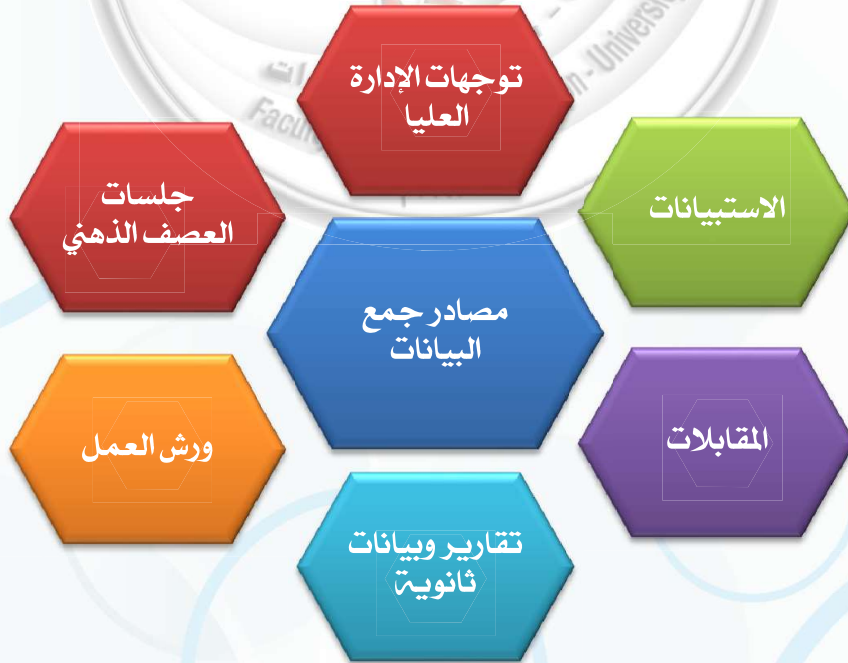 توجهات الإدارة
العليا
الاستبيانات
جلسات
العصف الذهني
مصادر جمع
البيانات
المقابلات
ورش العمل
تقارير وبيانات
ثانوية